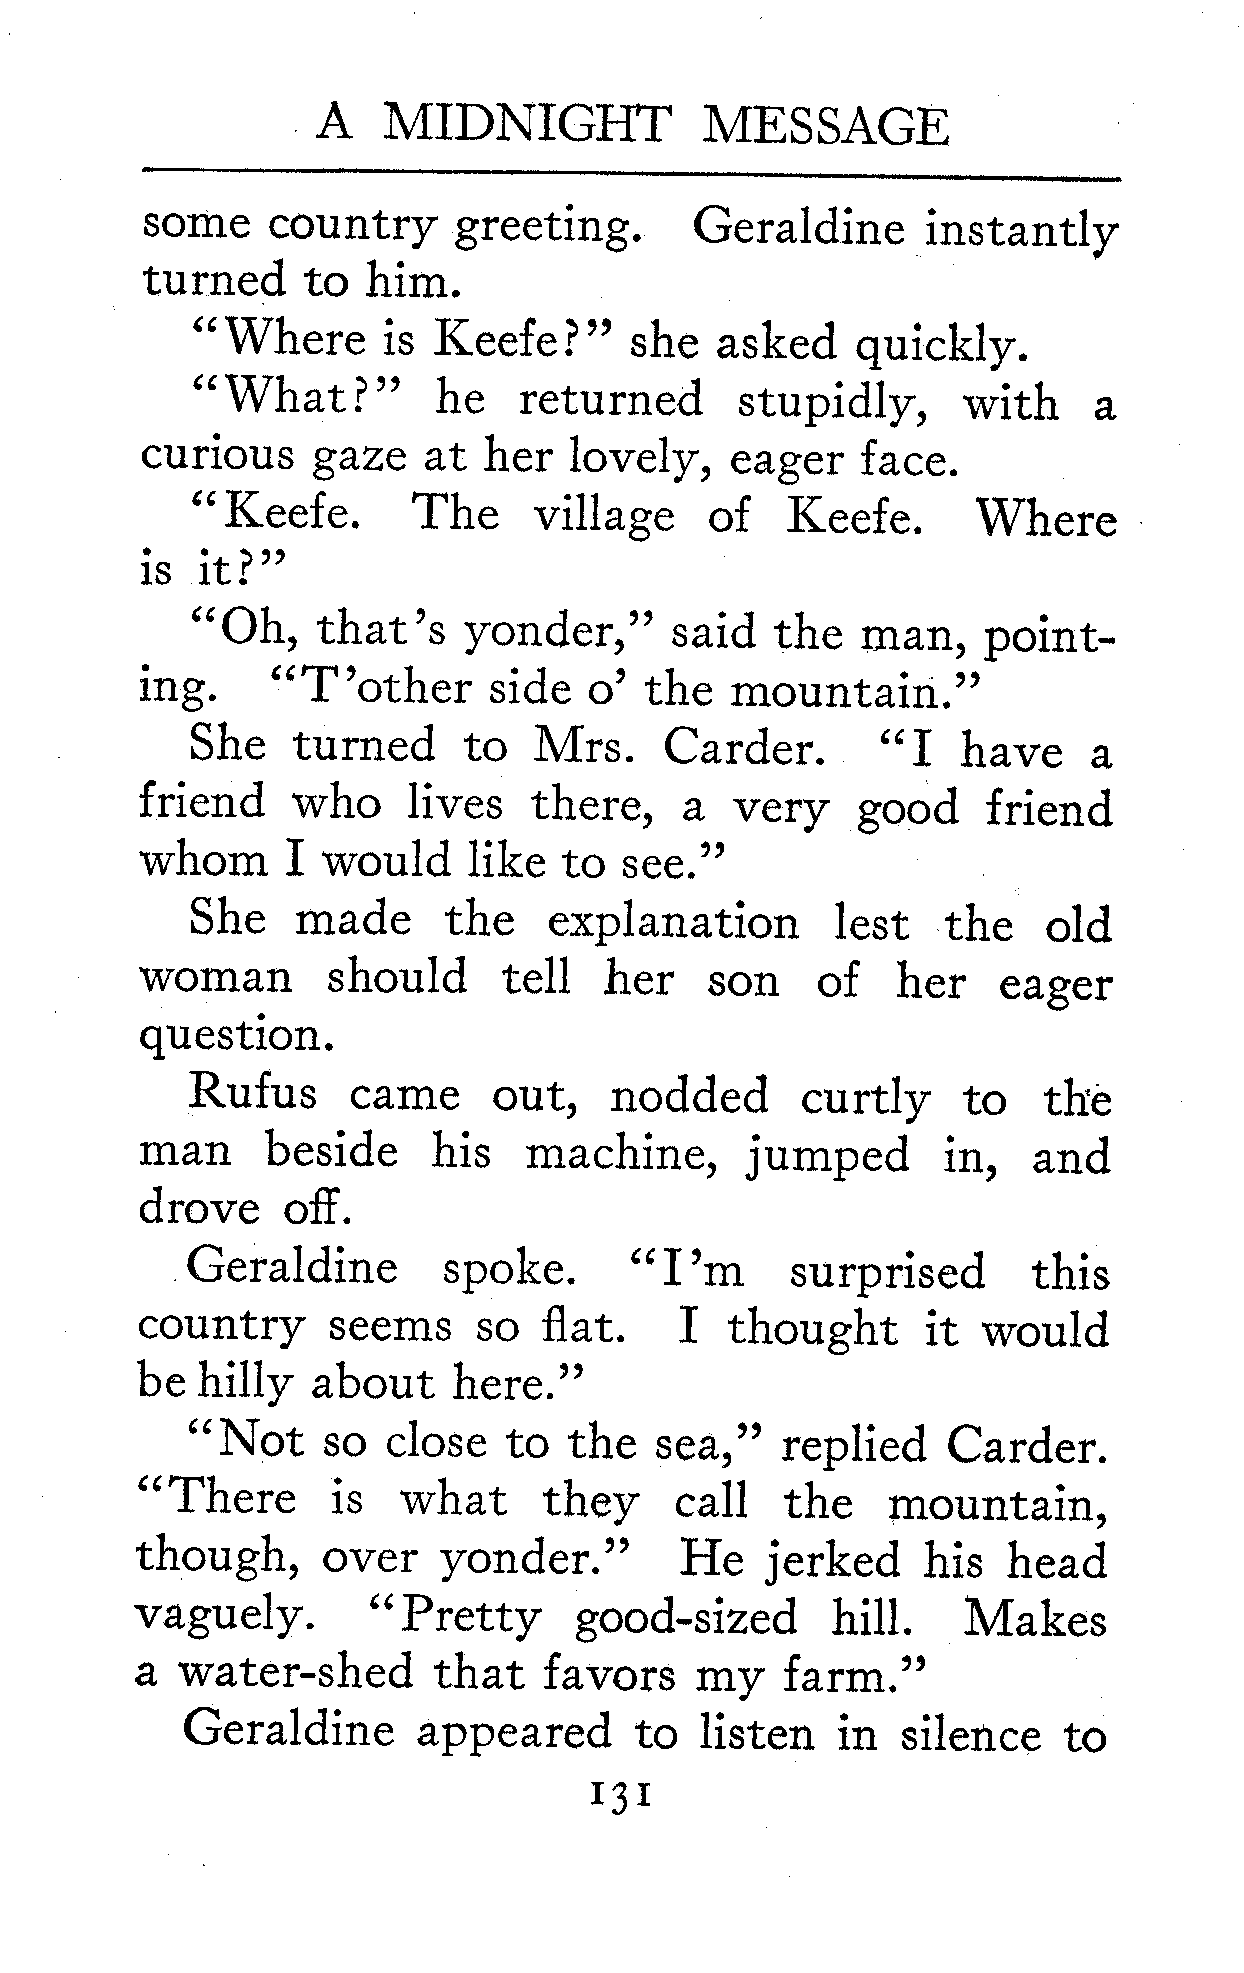 A MIDNIGHT MESSAGE
some country greeting. Geraldine instantly
turned to him.
“Where is Keefe?” she asked quickly.
“What?” he returned stupidly, with a
curious gaze at her lovely, eager face.
“Keefe. The village of Keefe. Where
is it?”
“Oh, that’s yonder,” said the man, point-
ing. “T’other side o’ the mountain.”
She turned to Mrs. Carder. “I have a
friend who lives there, a very good friend
whom I would like to see.”
She made the explanation lest the old
woman should tell her son of her eager
question.
Rufus came out, nodded curtly to the
man beside his machine, jumped in, and
drove off.
Geraldine spoke. “I’m surprised this
country seems so flat. I thought it would
be hilly about here.”
“Not so close to the sea,” replied Carder.
“There is what they call the mountain,
though, over yonder.” He jerked his head
vaguely. “Pretty good-sized hill. Makes
a water-shed that favors my farm.”
Geraldine appeared to listen in silence to
131